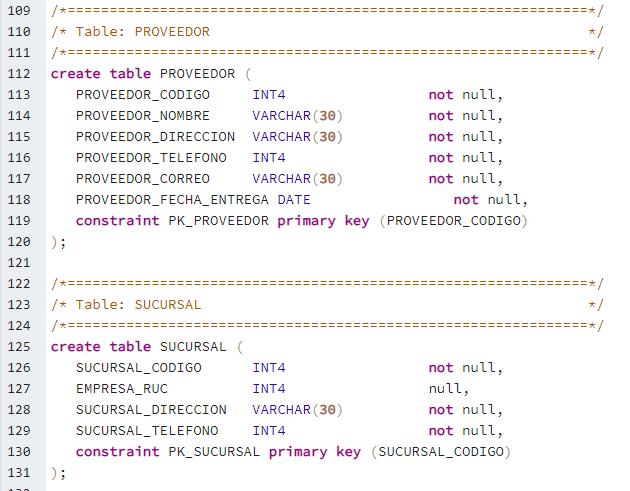 109 /*==============================================================*/
110 /* Table: PROVEEDOR                                             */
111 /*==============================================================*/
112 create table PROVEEDOR (
113    PROVEEDOR_CODIGO     INT4                 not null,
114    PROVEEDOR_NOMBRE     VARCHAR(30)          not null,
115    PROVEEDOR_DIRECCION  VARCHAR(30)          not null,
116    PROVEEDOR_TELEFONO   INT4                 not null,
117    PROVEEDOR_CORREO     VARCHAR(30)          not null,
118    PROVEEDOR_FECHA_ENTREGA DATE                 not null,
119    constraint PK_PROVEEDOR primary key (PROVEEDOR_CODIGO)
120 );
121
122 /*==============================================================*/
123 /* Table: SUCURSAL                                              */
124 /*==============================================================*/
125 create table SUCURSAL (
126    SUCURSAL_CODIGO      INT4                 not null,
127    EMPRESA_RUC          INT4                 null,
128    SUCURSAL_DIRECCION   VARCHAR(30)          not null,
129    SUCURSAL_TELEFONO    INT4                 not null,
130    constraint PK_SUCURSAL primary key (SUCURSAL_CODIGO)
131 );